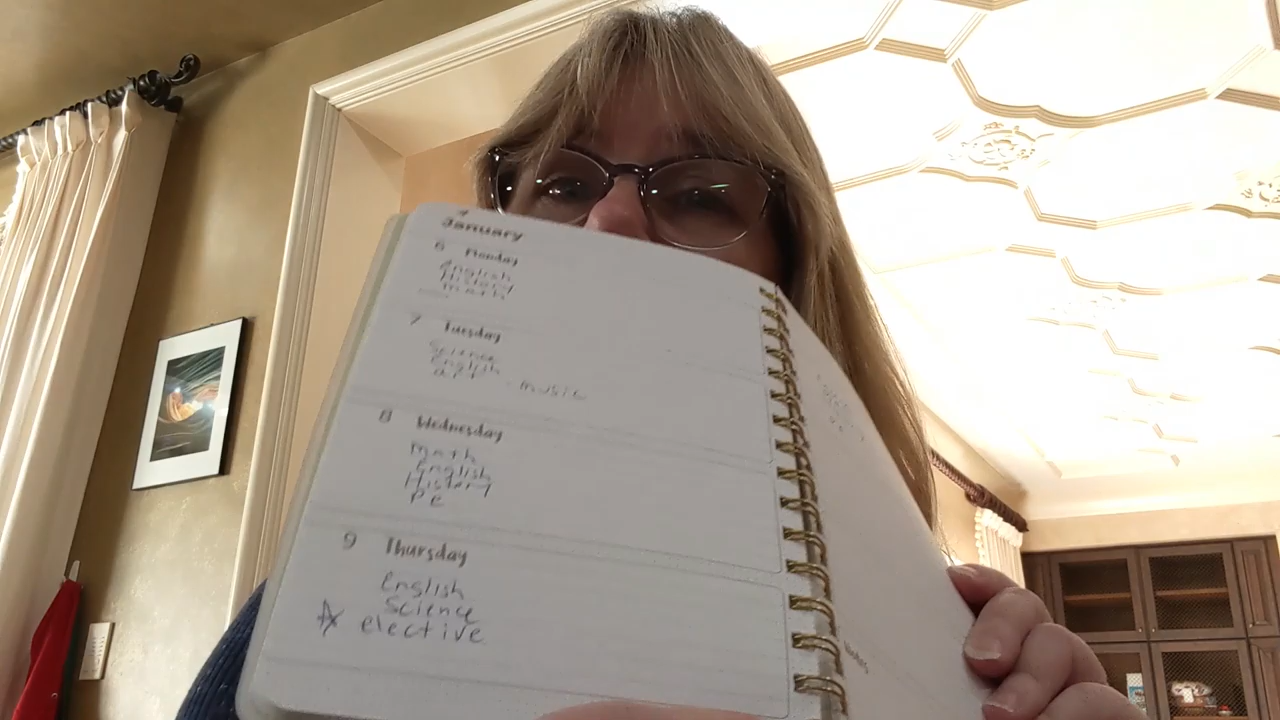 January
6 Monday
English
History
math
7 Tuesday
Science
English
art - music
8 Wednesday
math
English
History
PE
9 Thursday
English
Science
☆ elective
Notes